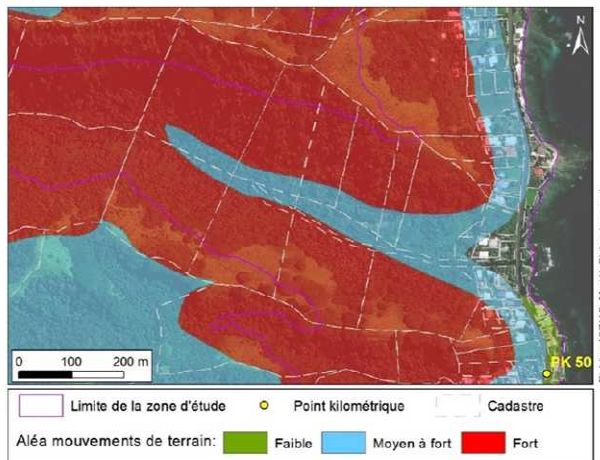 N
PK 50
0 100 200 m
Limite de la zone d'étude Point kilométrique Cadastre
Aléa mouvements de terrain: Faible Moyen à fort Fort